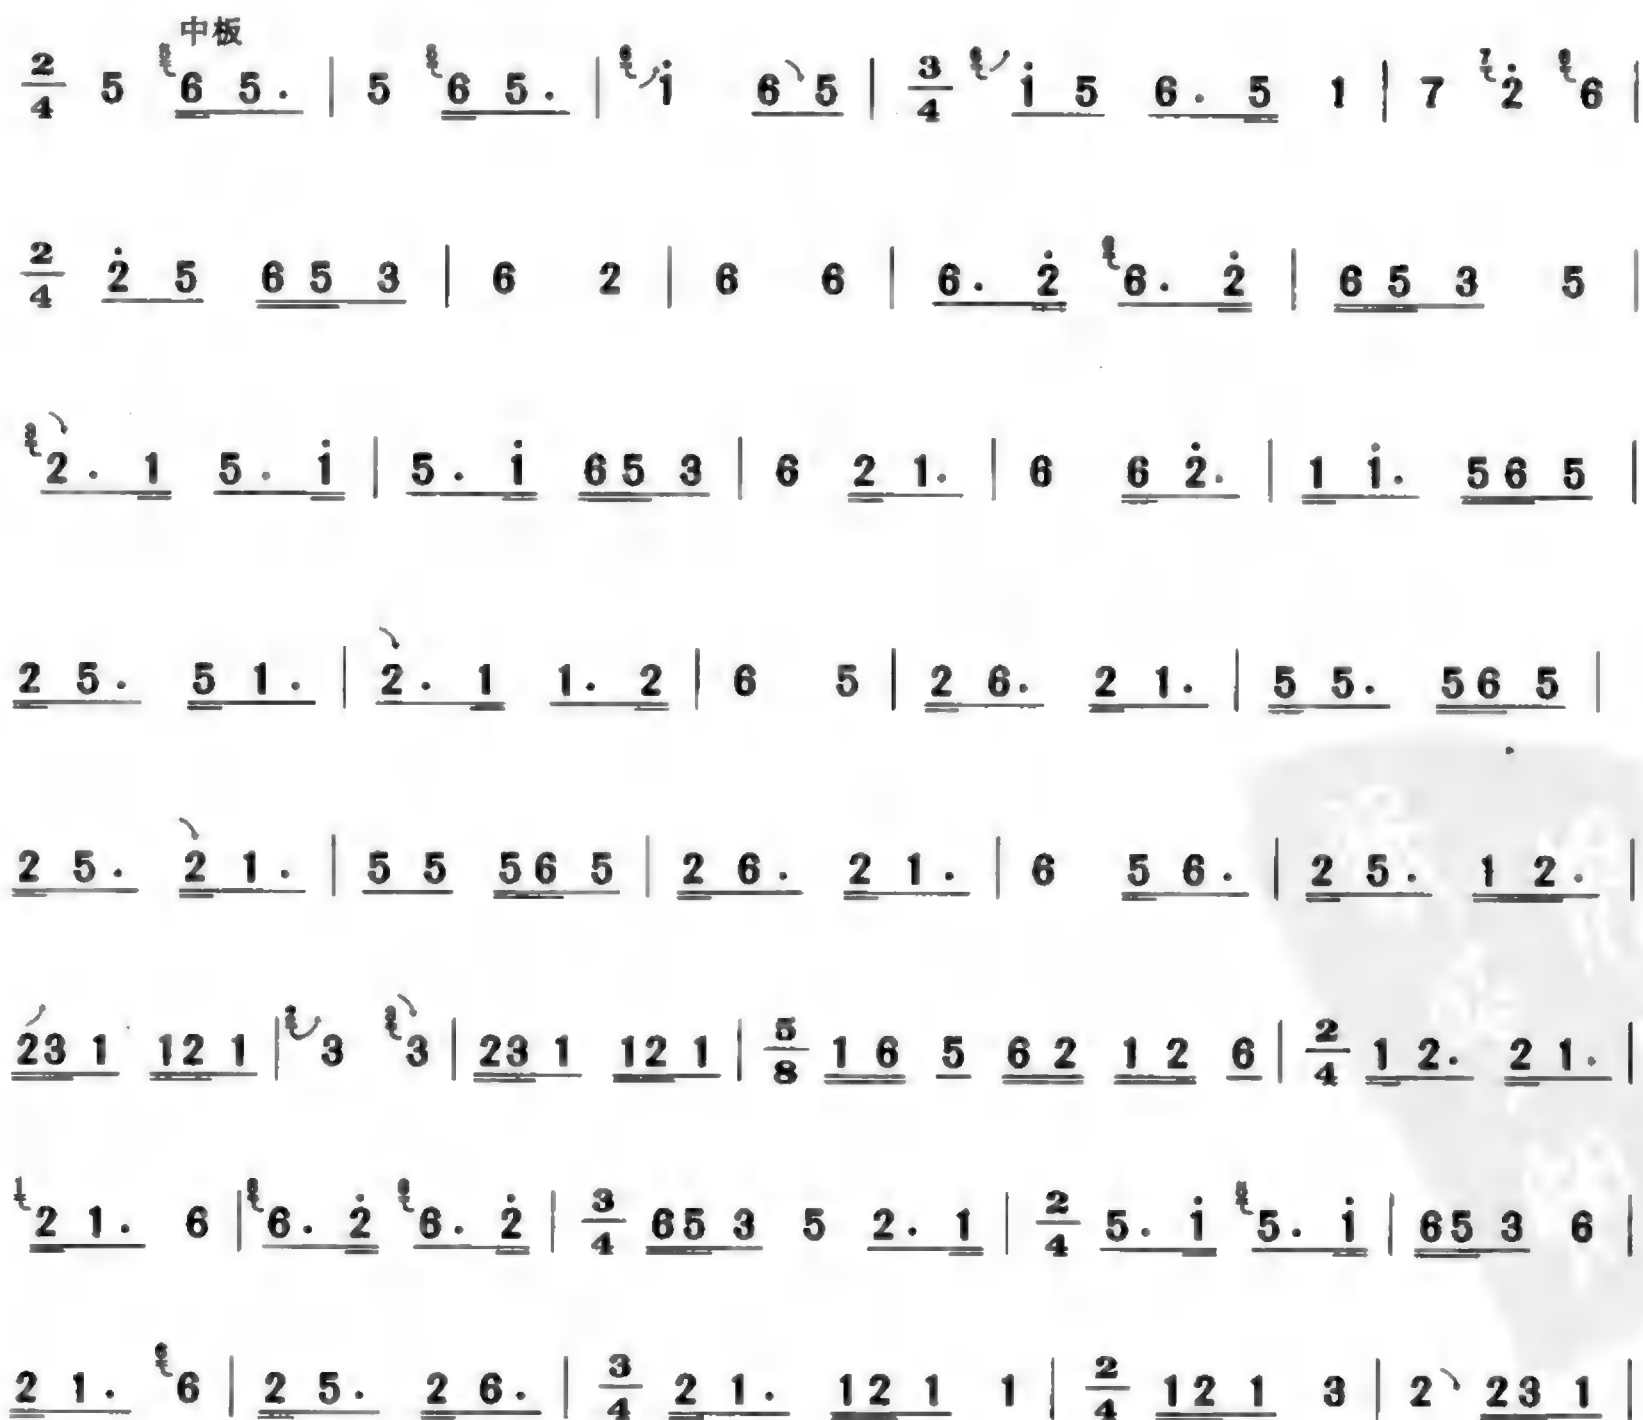 中板
2/4 5 6 5. | 5 6 5. | i̇ 6 5 | 3/4 i̇ 5 6. 5 1 | 7 2̇ 6 |
2/4 2̇ 5 6 5 3 | 6 2 | 6 6 | 6. 2̇ 6. 2̇ | 6 5 3 5 |
2. 1 5. i̇ | 5. i̇ 6 5 3 | 6 2 1. | 6 6 2̇. | 1 i̇. 5 6 5 |
2 5. 5 1. | 2. 1 1. 2 | 6 5 | 2 6. 2 1. | 5 5. 5 6 5 |
2 5. 2 1. | 5 5 5 6 5 | 2 6. 2 1. | 6 5 6. | 2 5. 1 2. |
2 3 1 1 2 1 | 3 3 | 2 3 1 1 2 1 | 5/8 1 6 5 6 2 1 2 6 | 2/4 1 2. 2 1. |
2 1. 6 | 6. 2̇ 6. 2̇ | 3/4 6 5 3 5 2. 1 | 2/4 5. i̇ 5. i̇ | 6 5 3 6 |
2 1. 6 | 2 5. 2 6. | 3/4 2 1. 1 2 1 1 | 2/4 1 2 1 3 | 2 2 3 1 |